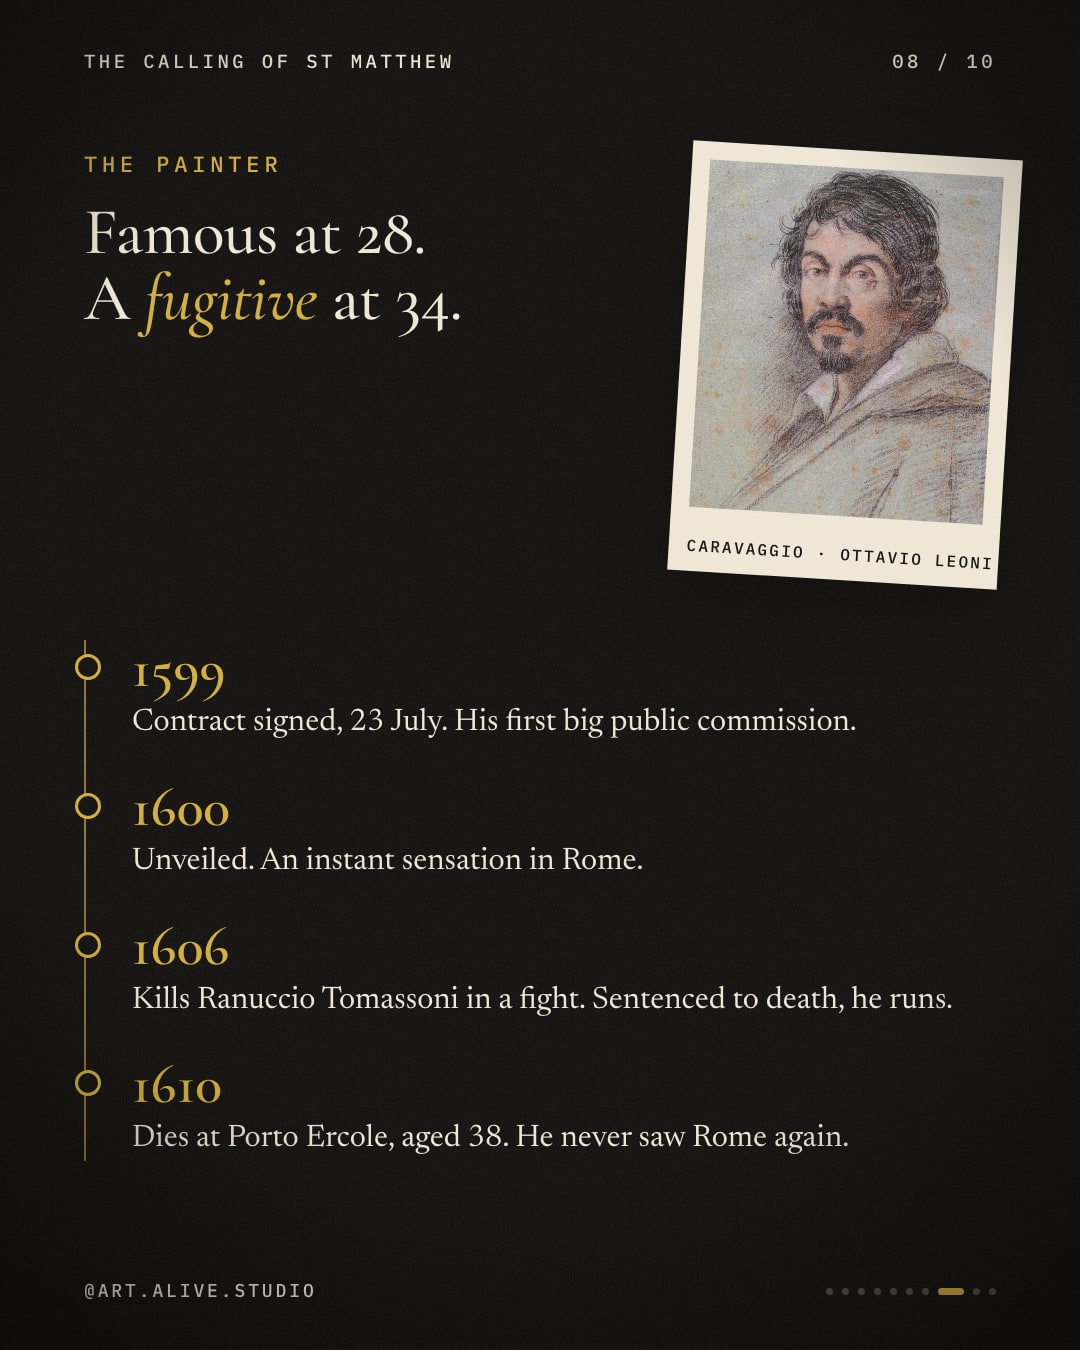 THE CALLING OF ST MATTHEW
08 / 10
THE PAINTER
Famous at 28.
A fugitive at 34.
CARAVAGGIO · OTTAVIO LEONI
1599
Contract signed, 23 July. His first big public commission.
1600
Unveiled. An instant sensation in Rome.
1606
Kills Ranuccio Tomassoni in a fight. Sentenced to death, he runs.
1610
Dies at Porto Ercole, aged 38. He never saw Rome again.
@ART.ALIVE.STUDIO